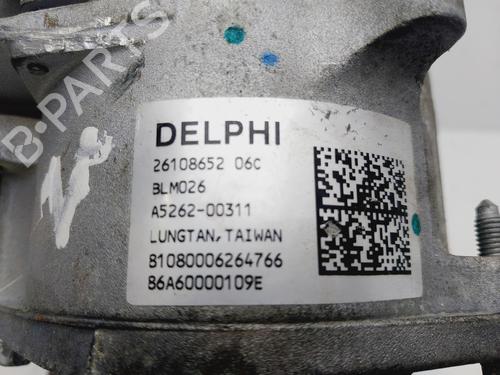 B-PARTS
DELPHI
26108652 06C
BLM026
A5262-00311
LUNGTAN, TAIWAN
81080006264766
86A60000109E